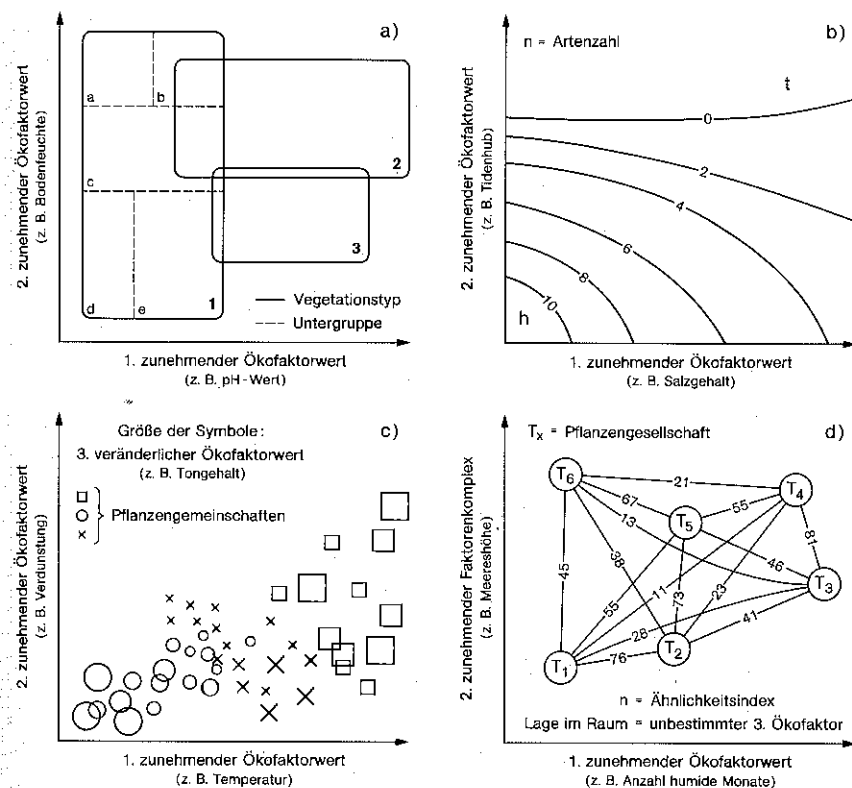 a)
2. zunehmender Ökofaktorwert
(z. B. Bodenfeuchte)
a
b
c
d
e
1
2
3
Vegetationstyp
Untergruppe
1. zunehmender Ökofaktorwert
(z. B. pH-Wert)
b)
n = Artenzahl
t
2. zunehmender Ökofaktorwert
(z. B. Tidenhub)
0
2
4
6
8
10
h
1. zunehmender Ökofaktorwert
(z. B. Salzgehalt)
c)
Größe der Symbole:
3. veränderlicher Ökofaktorwert
(z. B. Tongehalt)
Pflanzengemeinschaften
2. zunehmender Ökofaktorwert
(z. B. Verdunstung)
1. zunehmender Ökofaktorwert
(z. B. Temperatur)
d)
Tx = Pflanzengesellschaft
2. zunehmender Faktorenkomplex
(z. B. Meereshöhe)
T6
21
T4
67
55
13
T5
81
46
45
38
T3
55
11
73
23
28
41
T1
76
T2
n = Ähnlichkeitsindex
Lage im Raum = unbestimmter 3. Ökofaktor
1. zunehmender Ökofaktorwert
(z. B. Anzahl humide Monate)